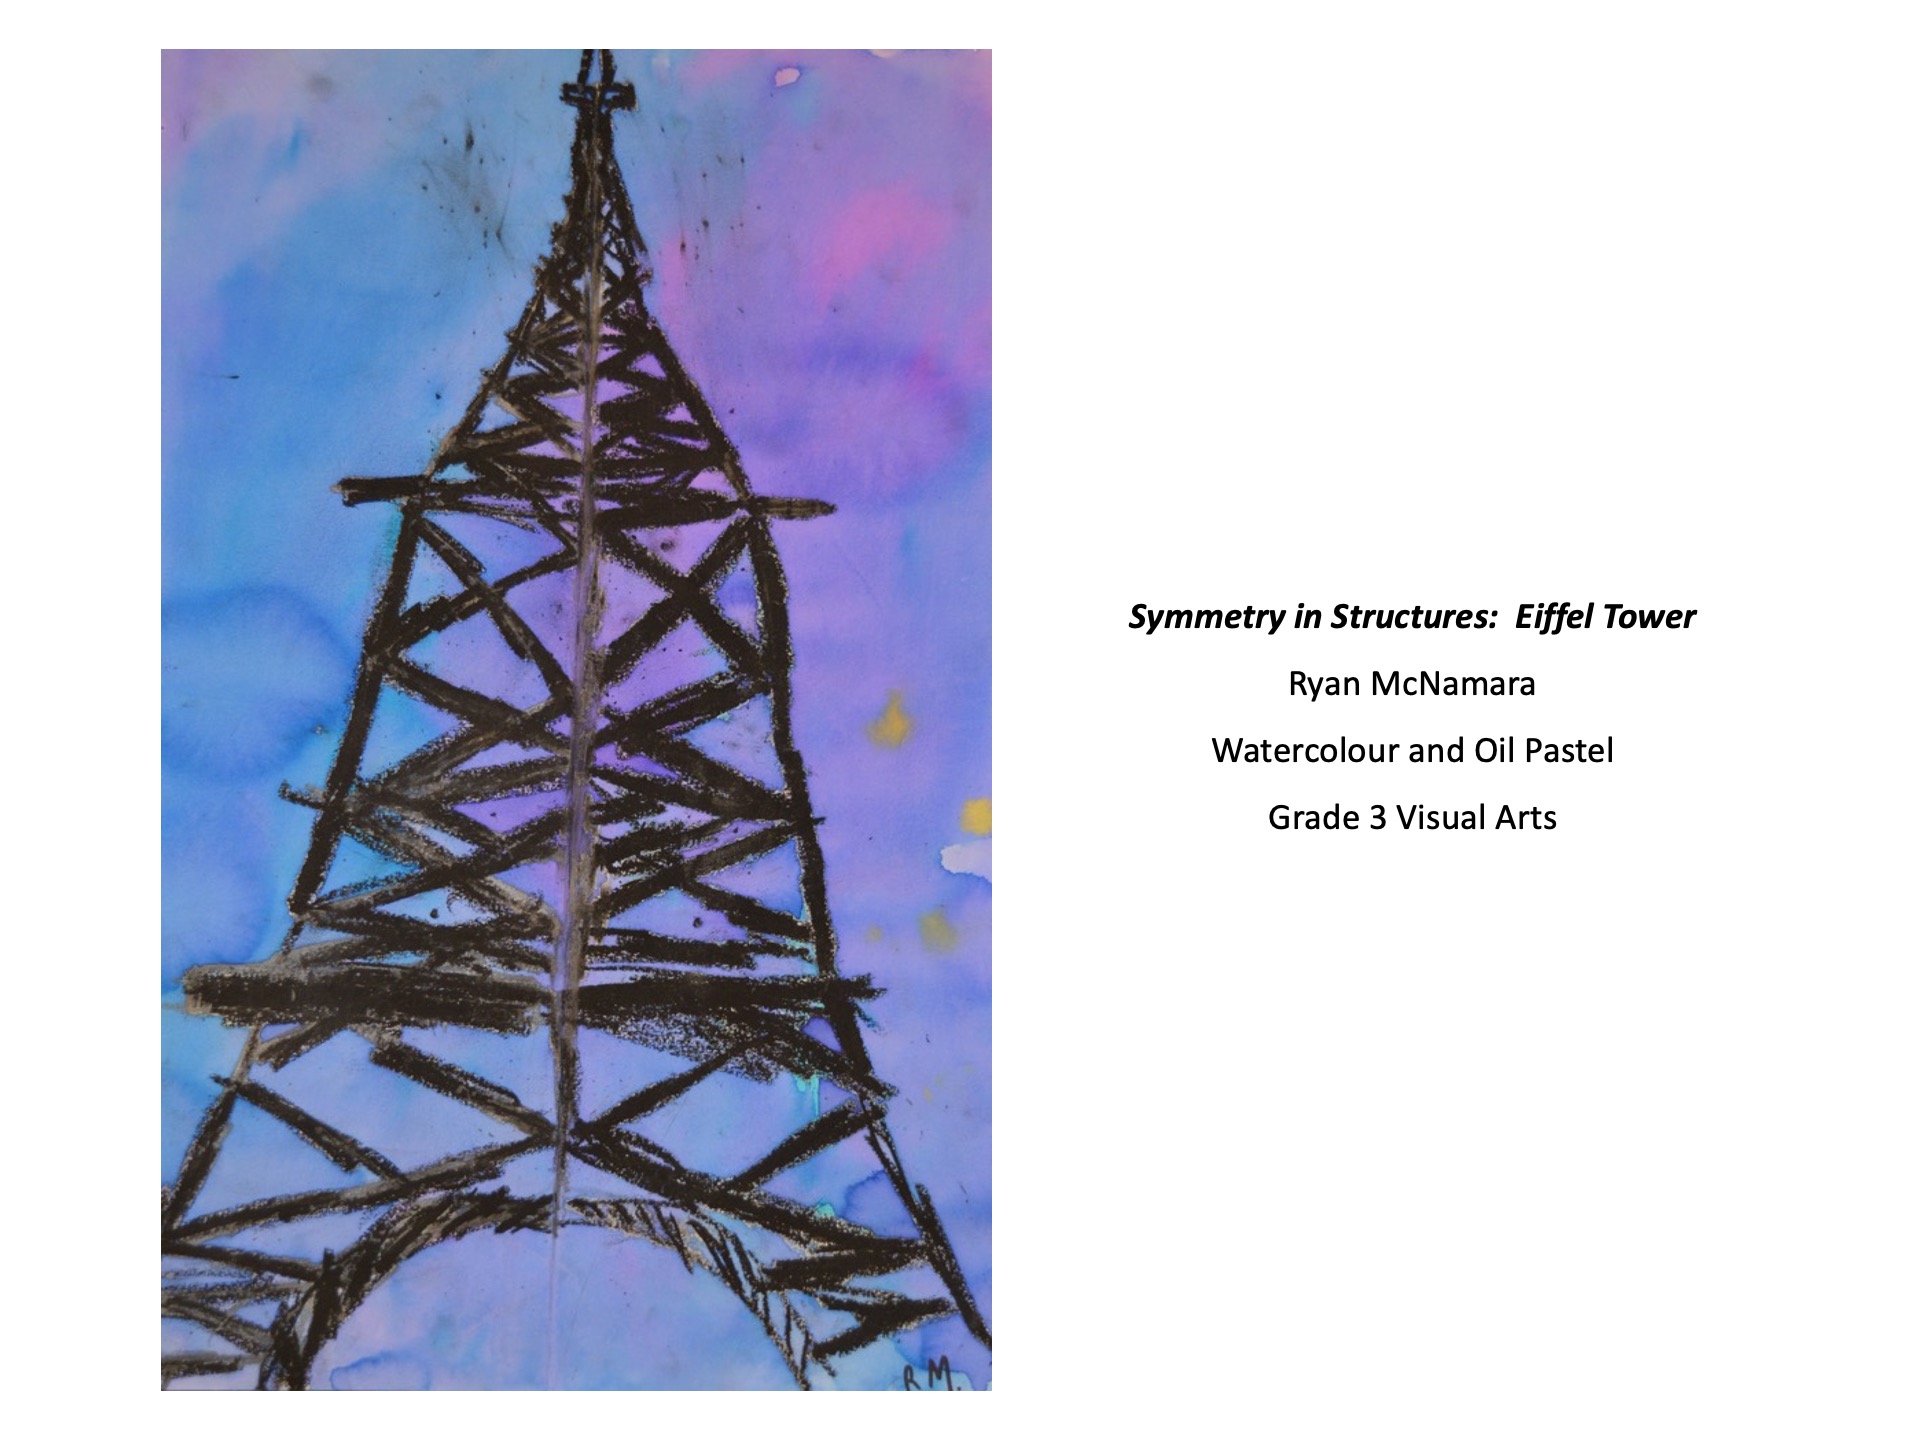 Symmetry in Structures:  Eiffel Tower
Ryan McNamara
Watercolour and Oil Pastel
Grade 3 Visual Arts
R M.